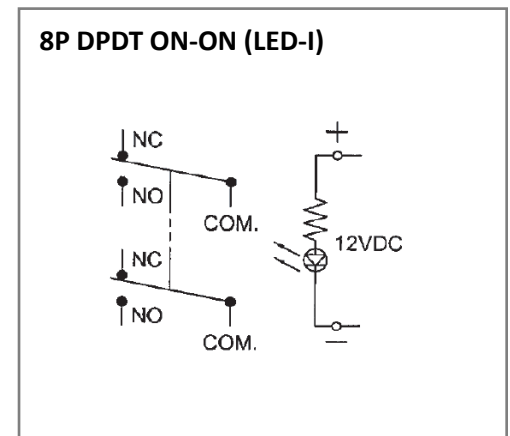 8P DPDT ON-ON (LED-I)
NC
NO
COM.
NC
NO
COM.
+
12VDC
—